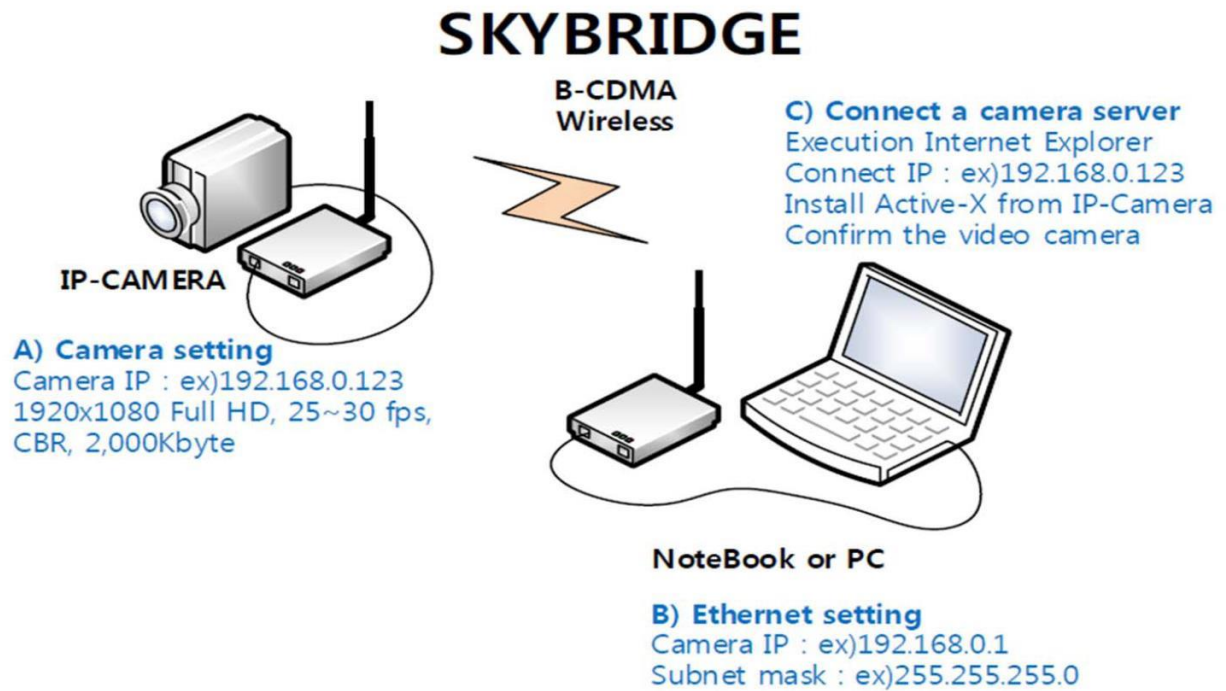 SKYBRIDGE
B-CDMA
Wireless
C) Connect a camera server
Execution Internet Explorer
Connect IP : ex)192.168.0.123
Install Active-X from IP-Camera
Confirm the video camera
IP-CAMERA
A) Camera setting
Camera IP : ex)192.168.0.123
1920x1080 Full HD, 25~30 fps,
CBR, 2,000Kbyte
NoteBook or PC
B) Ethernet setting
Camera IP : ex)192.168.0.1
Subnet mask : ex)255.255.255.0